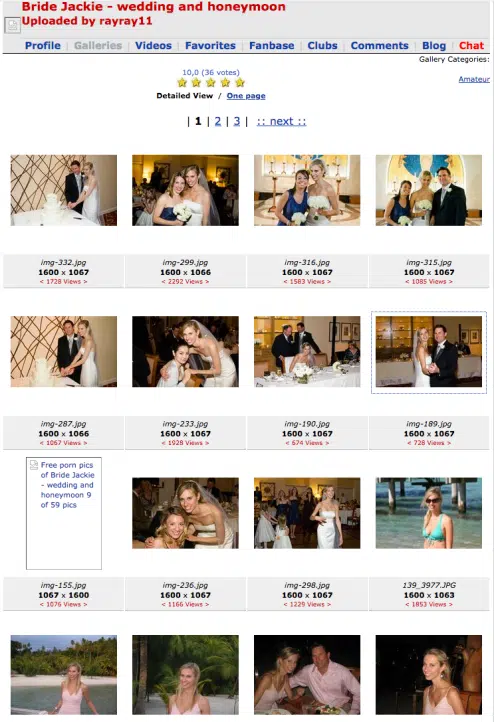 Bride Jackie - wedding and honeymoon
Uploaded by rayray11
Profile | Galleries | Videos | Favorites | Fanbase | Clubs | Comments | Blog | Chat
Gallery Categories:
10,0 (36 votes)
Amateur
Detailed View / One page
| 1 | 2 | 3 | :: next ::
img-332.jpg img-299.jpg img-316.jpg img-315.jpg
1600 x 1067 1600 x 1066 1600 x 1067 1600 x 1067
< 1728 Views > < 2292 Views > < 1583 Views > < 1085 Views >
img-287.jpg img-233.jpg img-190.jpg img-189.jpg
1600 x 1066 1600 x 1067 1600 x 1067 1600 x 1067
< 1067 Views > < 1928 Views > < 674 Views > < 728 Views >
Free porn pics
of Bride Jackie
- wedding and
honeymoon 9
of 59 pics
img-155.jpg img-236.jpg img-298.jpg 139_3977.JPG
1067 x 1600 1600 x 1067 1600 x 1067 1600 x 1063
< 1076 Views > < 1166 Views > < 1229 Views > < 1853 Views >